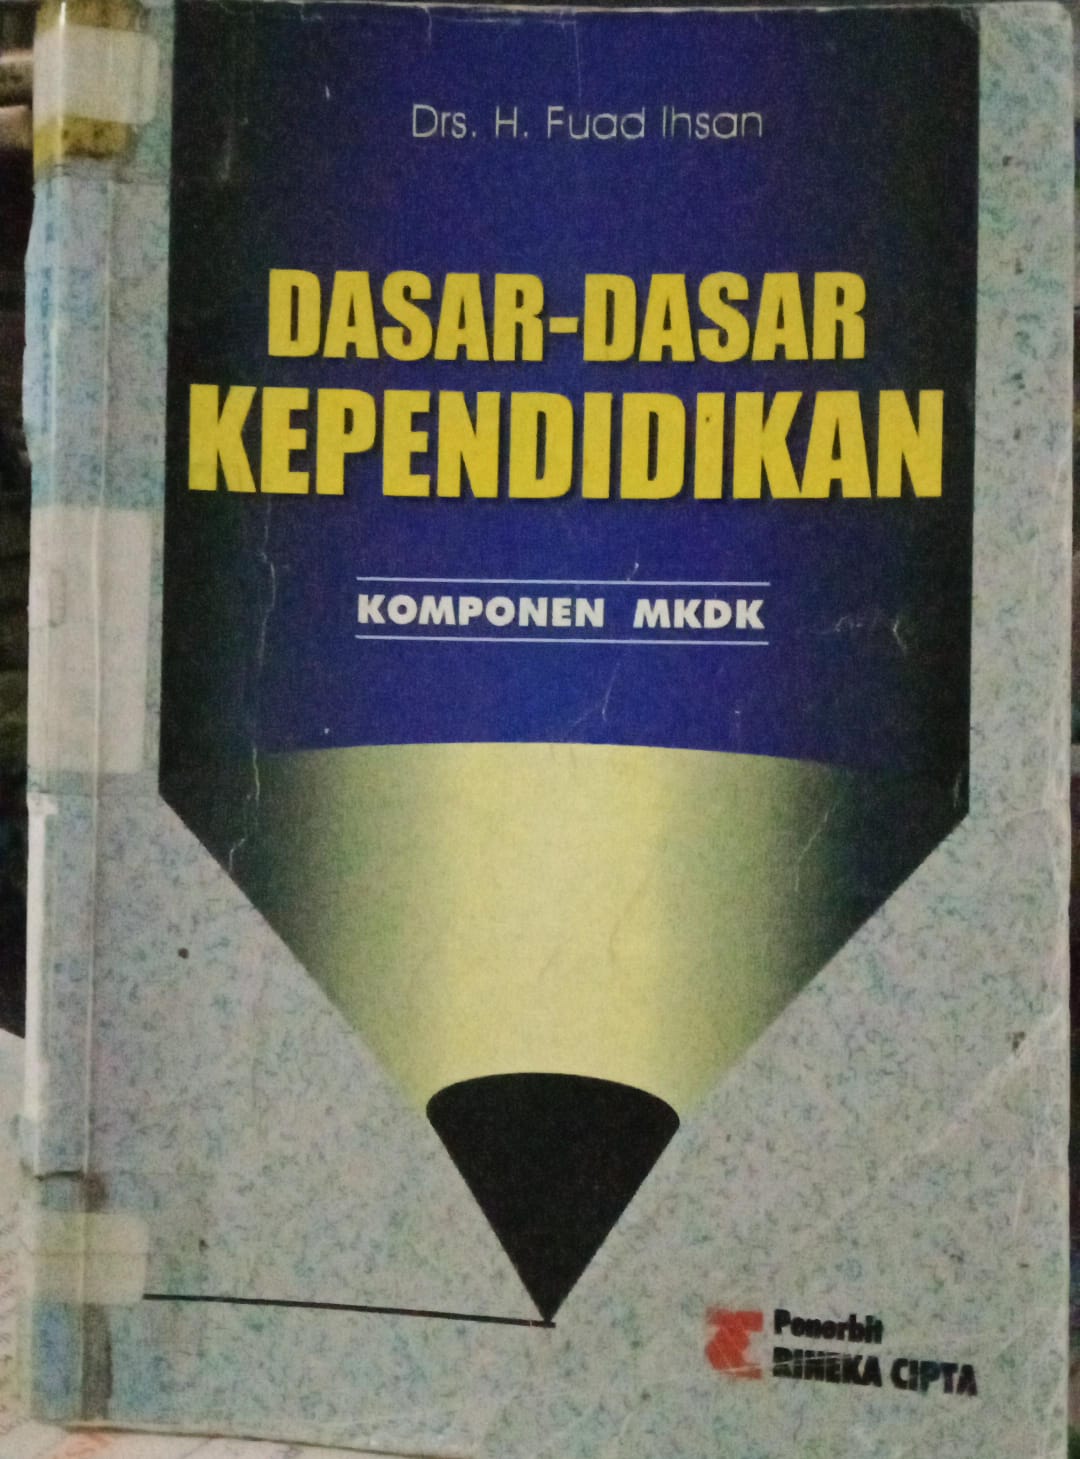 Drs. H. Fuad Ihsan
DASAR-DASAR
KEPENDIDIKAN
KOMPONEN MKDK
Penerbit
RINEKA CIPTA